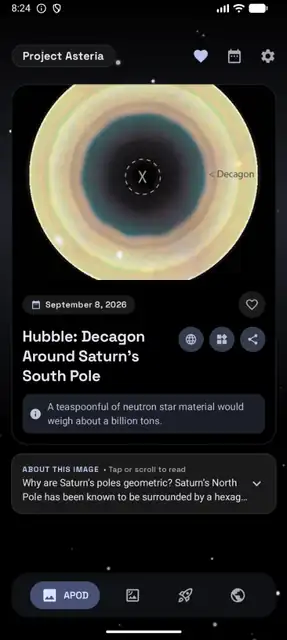 8:24
Project Asteria
X
< Decagon
September 8, 2026
Hubble: Decagon
Around Saturn's
South Pole
A teaspoonful of neutron star material would
weigh about a billion tons.
ABOUT THIS IMAGE • Tap or scroll to read
Why are Saturn's poles geometric? Saturn's North
Pole has been known to be surrounded by a hexag...
APOD